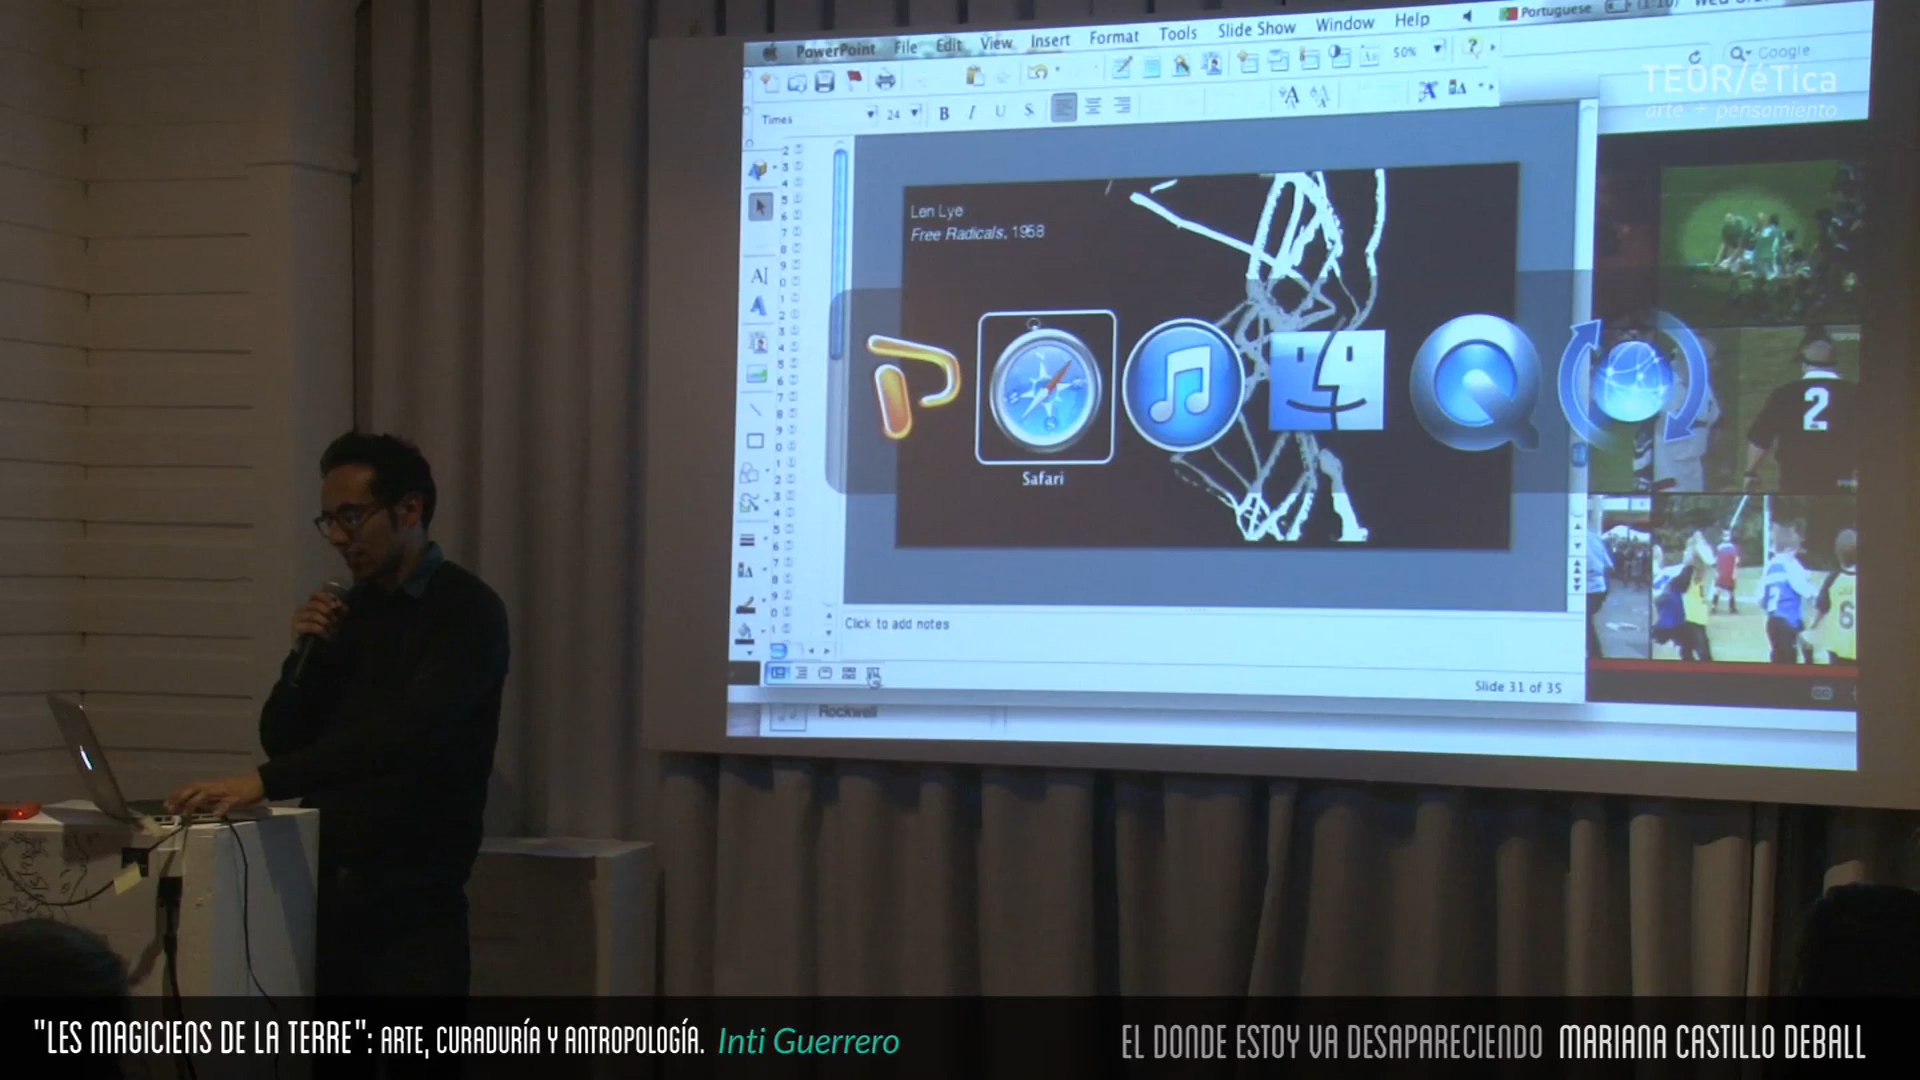 PowerPoint File Edit View Insert Format Tools Slide Show Window Help Portuguese
50%
Google
TEOR/éTica
arte + pensamiento
Times 24 B I U S
Len Lye
Free Radicals, 1958
Safari
2
6
Click to add notes
Slide 31 of 35
Rockwell
"LES MAGICIENS DE LA TERRE": ARTE, CURADURÍA Y ANTROPOLOGÍA. Inti Guerrero
EL DONDE ESTOY VA DESAPARECIENDO MARIANA CASTILLO DEBALL